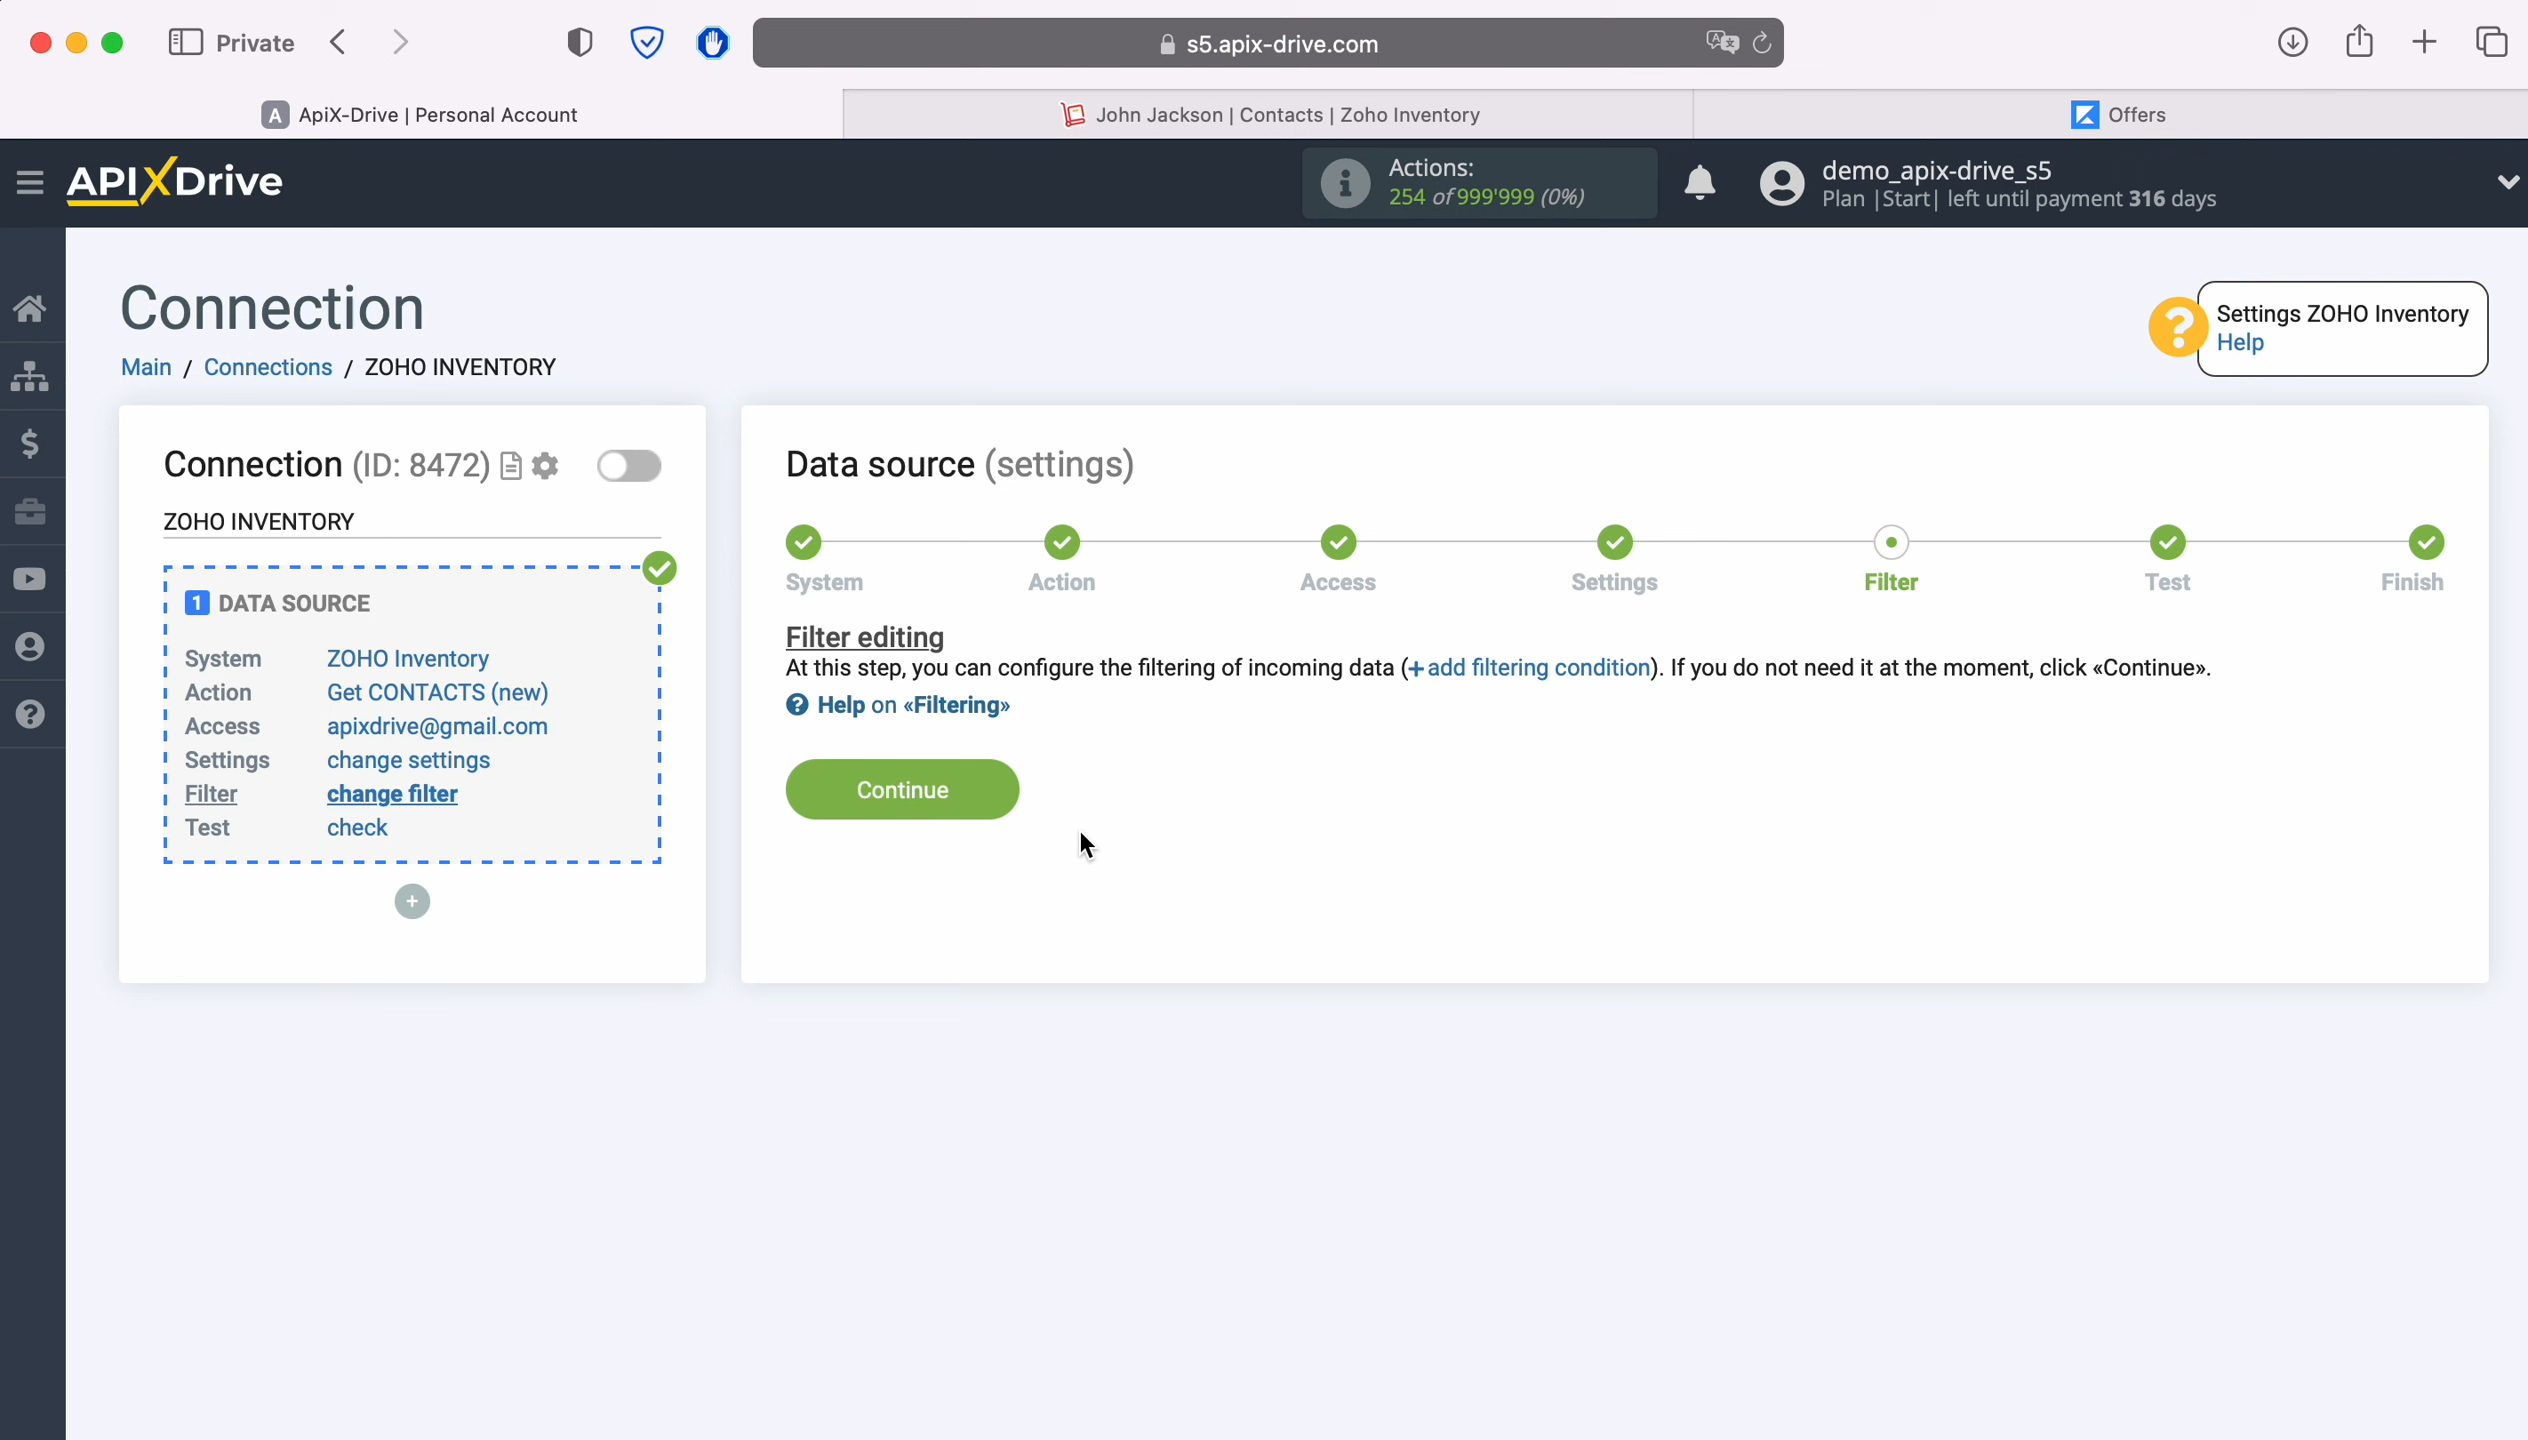 Private
s5.apix-drive.com
A ApiX-Drive | Personal Account
John Jackson | Contacts | Zoho Inventory
Offers
APIXDrive
Actions:
254 of 999'999 (0%)
demo_apix-drive_s5
Plan |Start| left until payment 316 days
Connection
Main / Connections / ZOHO INVENTORY
Settings ZOHO Inventory
Help
Connection (ID: 8472)
ZOHO INVENTORY
1 DATA SOURCE
System ZOHO Inventory
Action Get CONTACTS (new)
Access apixdrive@gmail.com
Settings change settings
Filter change filter
Test check
Data source (settings)
System Action Access Settings Filter Test Finish
Filter editing
At this step, you can configure the filtering of incoming data (+add filtering condition). If you do not need it at the moment, click «Continue».
Help on «Filtering»
Continue